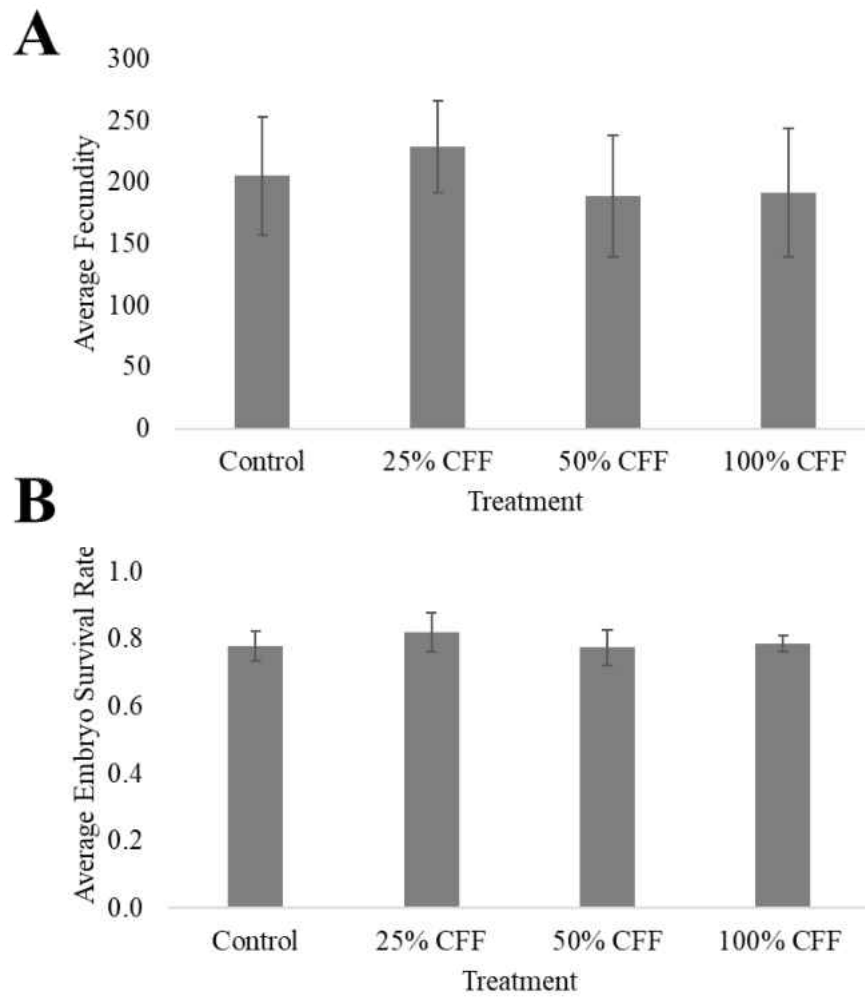 A
300
250
200
150
100
50
0
Average Fecundity
Control 25% CFF 50% CFF 100% CFF
Treatment
B
1.0
0.8
0.6
0.4
0.2
0.0
Average Embryo Survival Rate
Control 25% CFF 50% CFF 100% CFF
Treatment